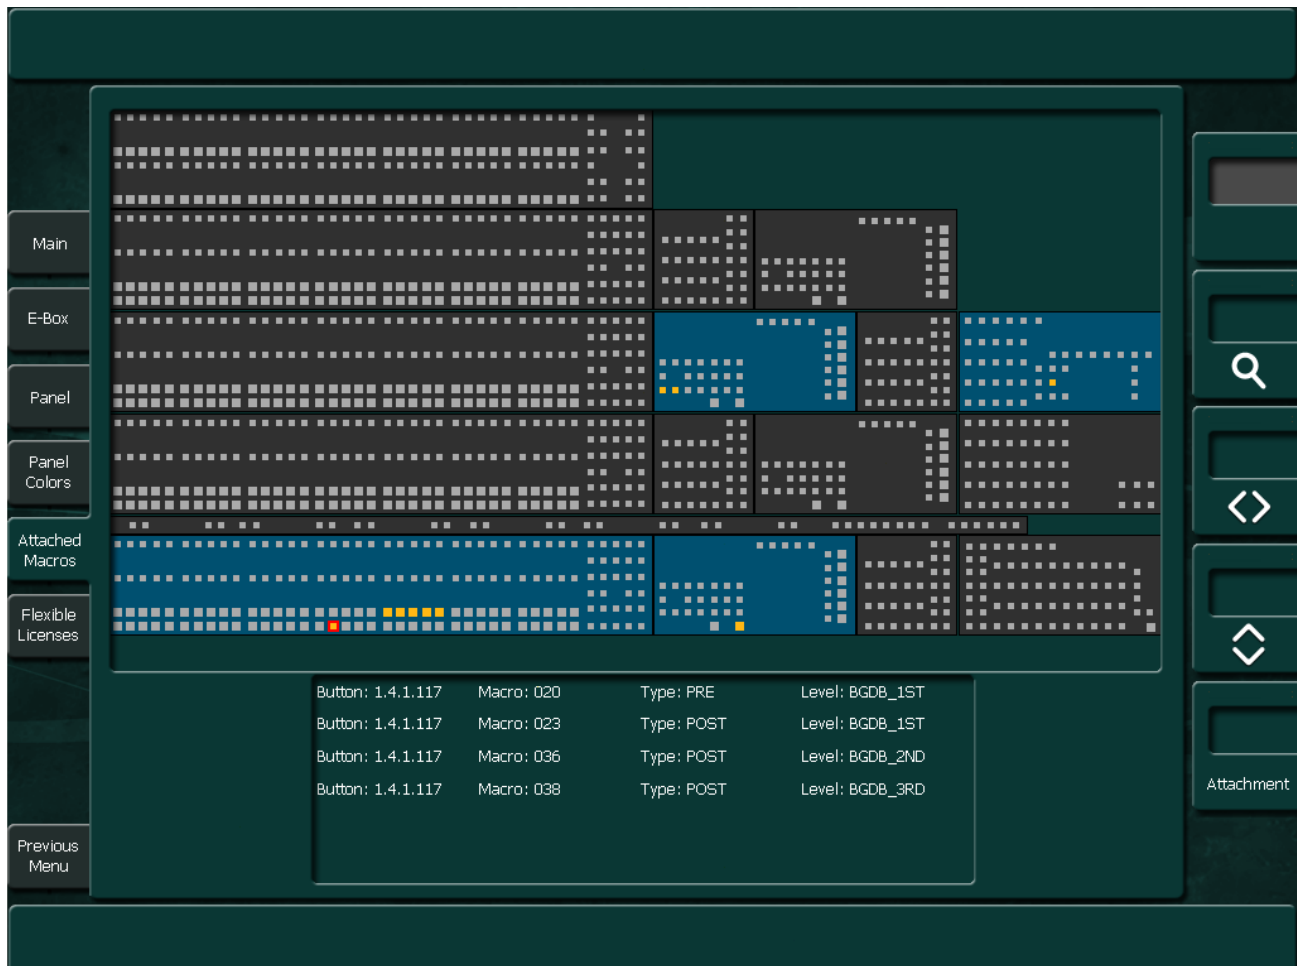 Main
E-Box
Panel
Panel
Colors
Attached
Macros
Flexible
Licenses
Previous
Menu
Button: 1.4.1.117 Macro: 020 Type: PRE Level: BGDB_1ST
Button: 1.4.1.117 Macro: 023 Type: POST Level: BGDB_1ST
Button: 1.4.1.117 Macro: 036 Type: POST Level: BGDB_2ND
Button: 1.4.1.117 Macro: 038 Type: POST Level: BGDB_3RD
Attachment